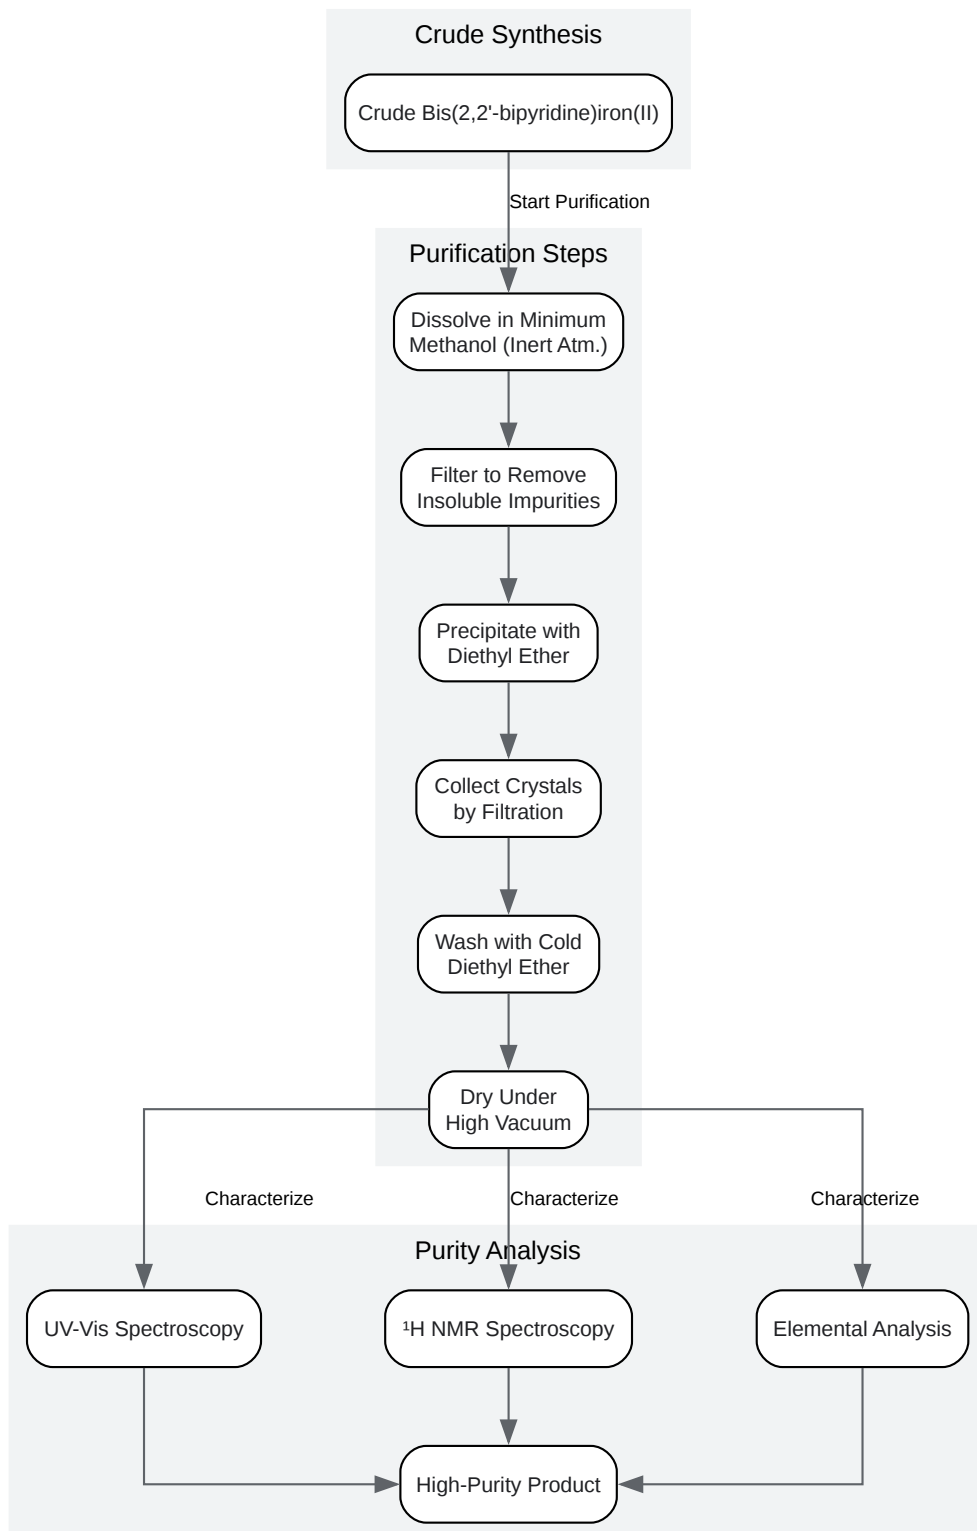 Crude Synthesis
Crude Bis(2,2'-bipyridine)iron(II)
Start Purification
Purification Steps
Dissolve in Minimum
Methanol (Inert Atm.)
Filter to Remove
Insoluble Impurities
Precipitate with
Diethyl Ether
Collect Crystals
by Filtration
Wash with Cold
Diethyl Ether
Dry Under
High Vacuum
Characterize
Characterize
Characterize
Purity Analysis
UV-Vis Spectroscopy
¹H NMR Spectroscopy
Elemental Analysis
High-Purity Product